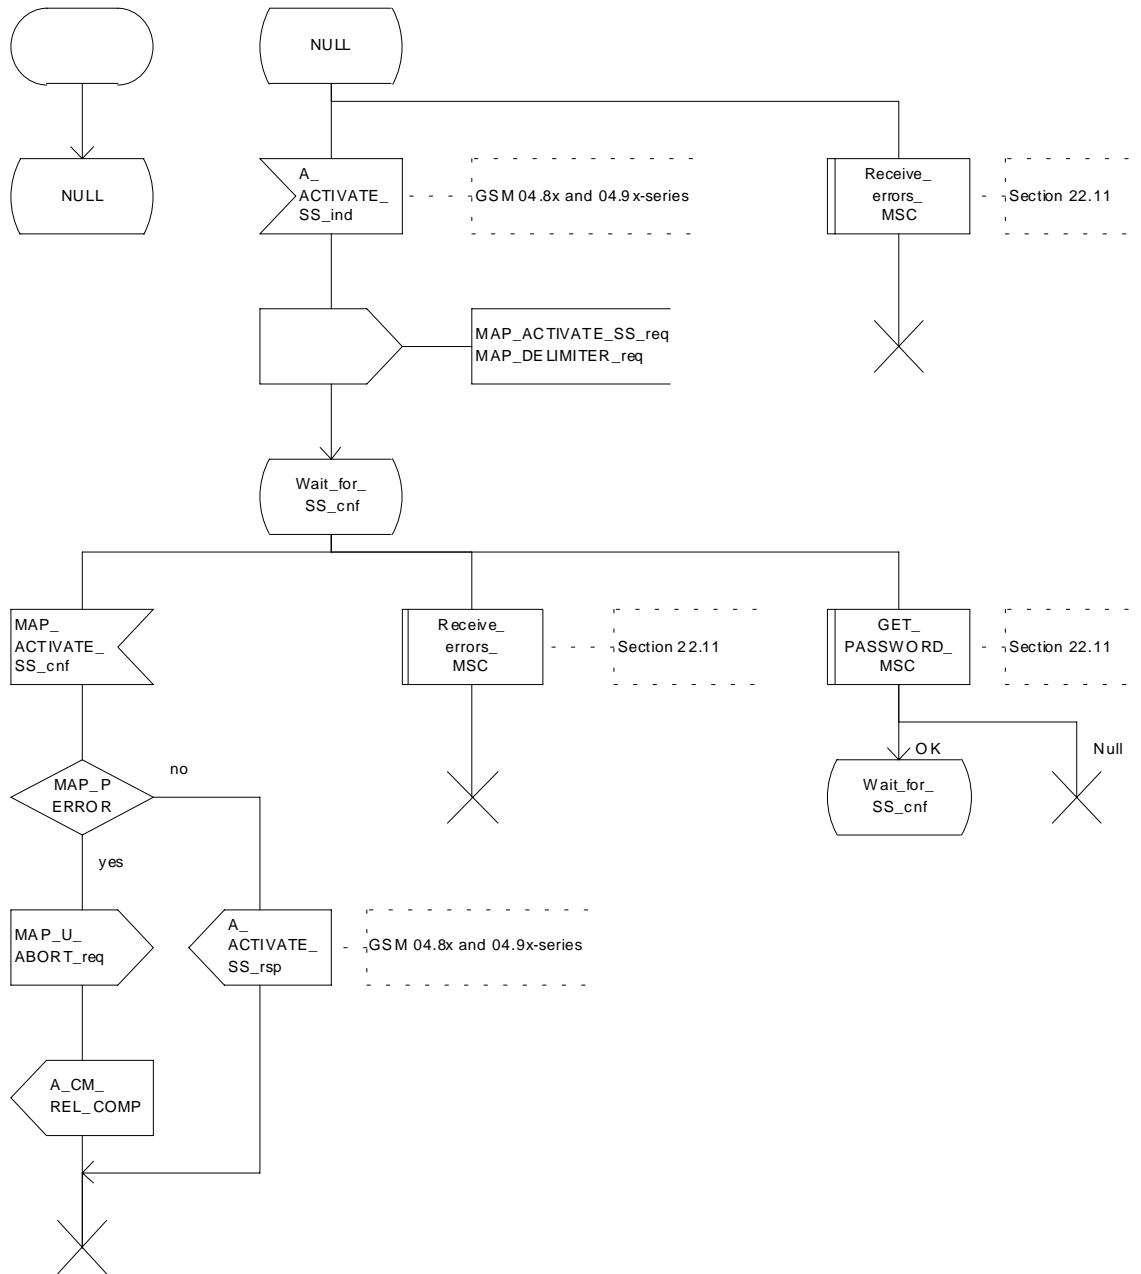 NULL
NULL
A_
ACTIVATE_
SS_ind
GSM 04.8x and 04.9x-series
Receive_
errors_
MSC
Section 22.11
MAP_ACTIVATE_SS_req
MAP_DELIMITER_req
Wait_for_
SS_cnf
MAP_
ACTIVATE_
SS_cnf
Receive_
errors_
MSC
Section 22.11
GET_
PASSWORD_
MSC
Section 22.11
OK
Null
Wait_for_
SS_cnf
MAP_P
ERROR
no
yes
MAP_U_
ABORT_req
A_
ACTIVATE_
SS_rsp
GSM 04.8x and 04.9x-series
A_CM_
REL_COMP